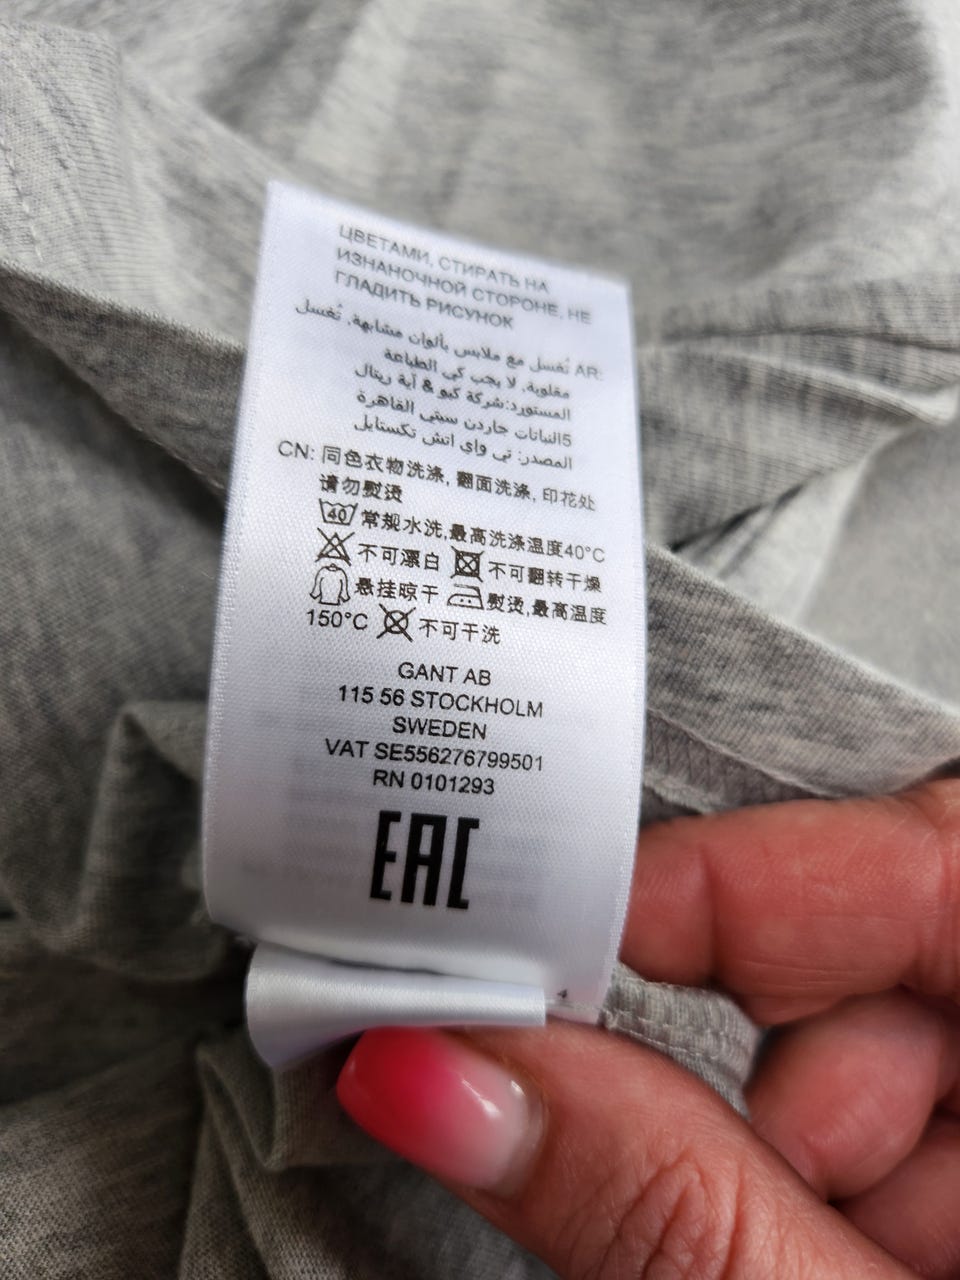 ЦВЕТАМИ, СТИРАТЬ НА
ИЗНАНОЧНОЙ СТОРОНЕ, НЕ
ГЛАДИТЬ РИСУНОК
AR: تُغسل مع ملابس بألوان مشابهة, تُغسل
مقلوبة, لا يجب كي الطباعة
المستورد:شركة كيو & أية ريتال
5النباتات جاردن سيتى القاهرة
المصدر: تي واي اتش تكستايل
CN: 同色衣物洗涤, 翻面洗涤, 印花处
请勿熨烫
40 常规水洗,最高洗涤温度40°C
不可漂白 不可翻转干燥
悬挂晾干 熨烫,最高温度
150°C 不可干洗
GANT AB
115 56 STOCKHOLM
SWEDEN
VAT SE556276799501
RN 0101293
EAC
4